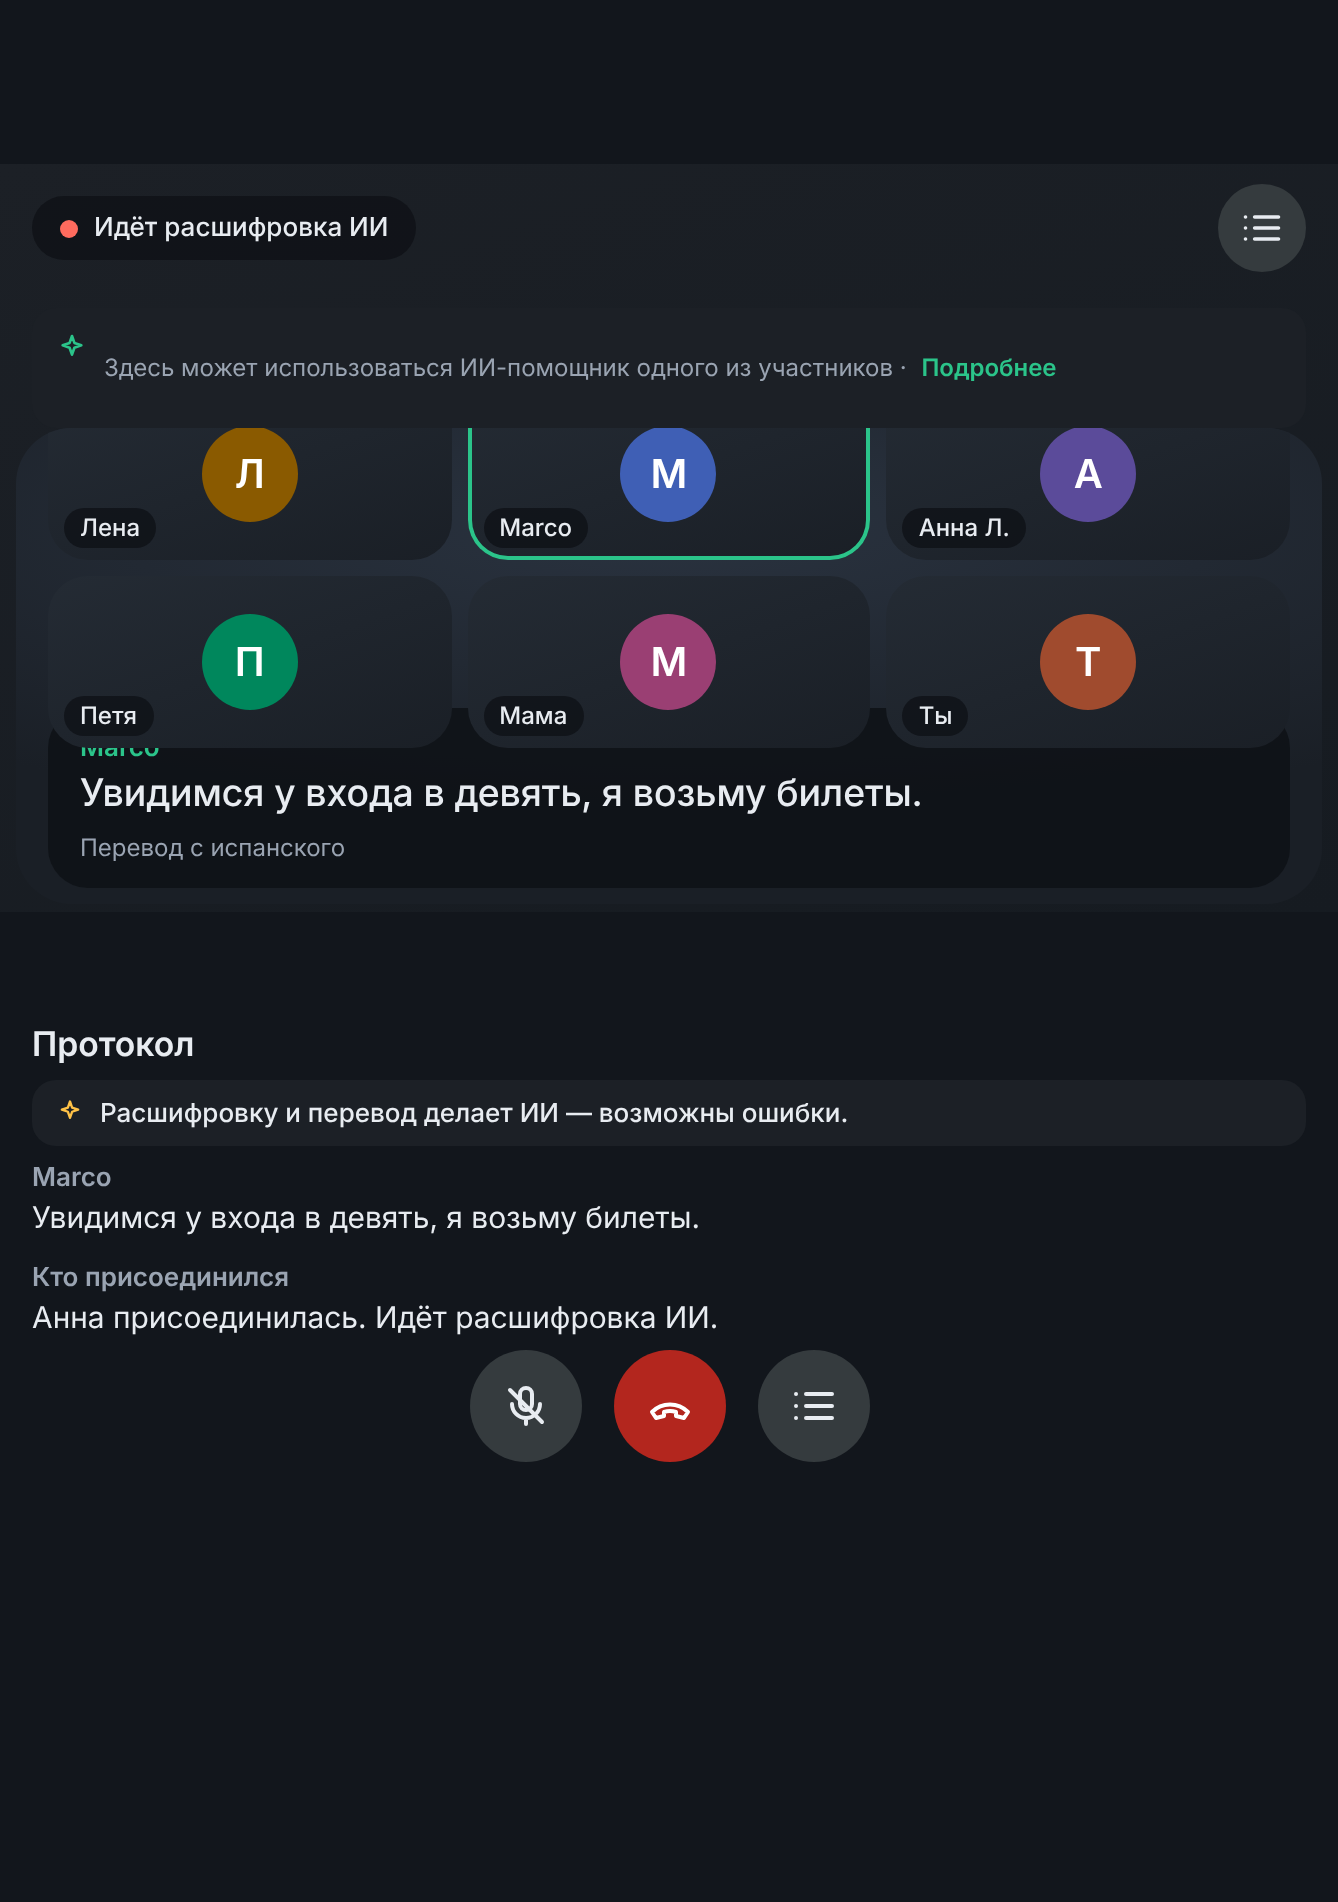 Идёт расшифровка ИИ
Здесь может использоваться ИИ-помощник одного из участников · Подробнее
Л
М
А
Лена
Marco
Анна Л.
П
М
Т
Петя
Мама
Ты
Marco
Увидимся у входа в девять, я возьму билеты.
Перевод с испанского
Протокол
Расшифровку и перевод делает ИИ — возможны ошибки.
Marco
Увидимся у входа в девять, я возьму билеты.
Кто присоединился
Анна присоединилась. Идёт расшифровка ИИ.